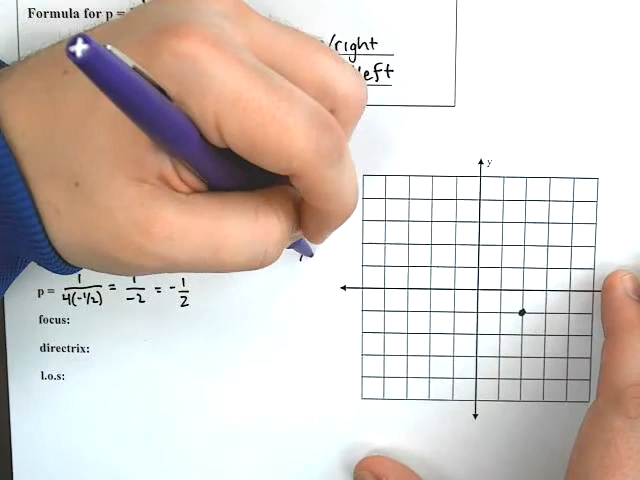 Formula for p =
/right
left
y
p = 1/4(-1/2) = 1/-2 = -1/2
focus:
directrix:
l.o.s: